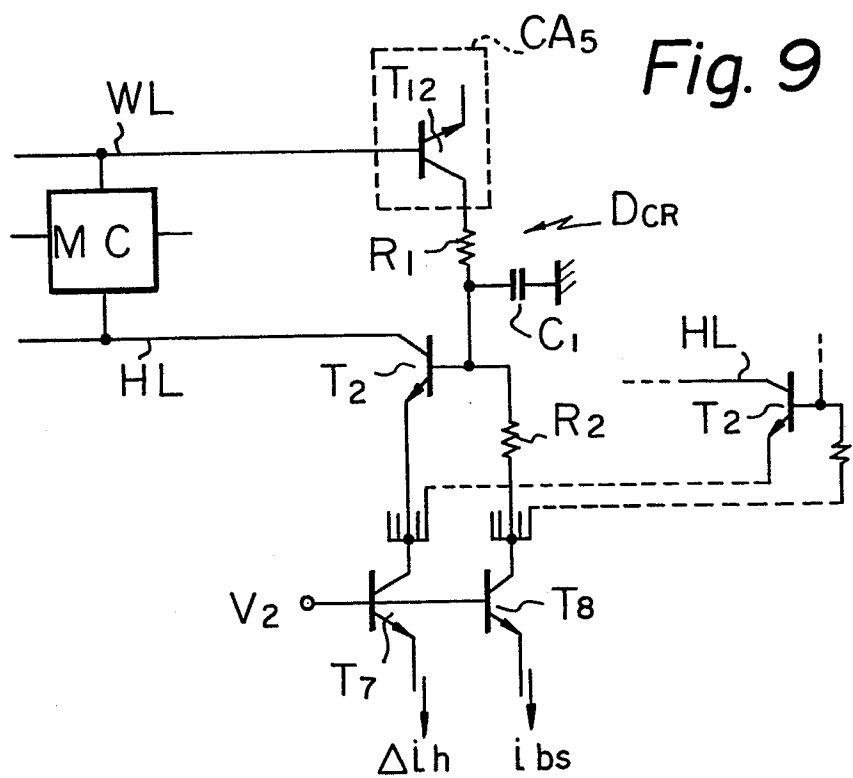 CA5
Fig. 9
T12
WL
DCR
MC
R1
C1
HL
HL
T2
T2
R2
V2
T8
T7
Δih
ibs